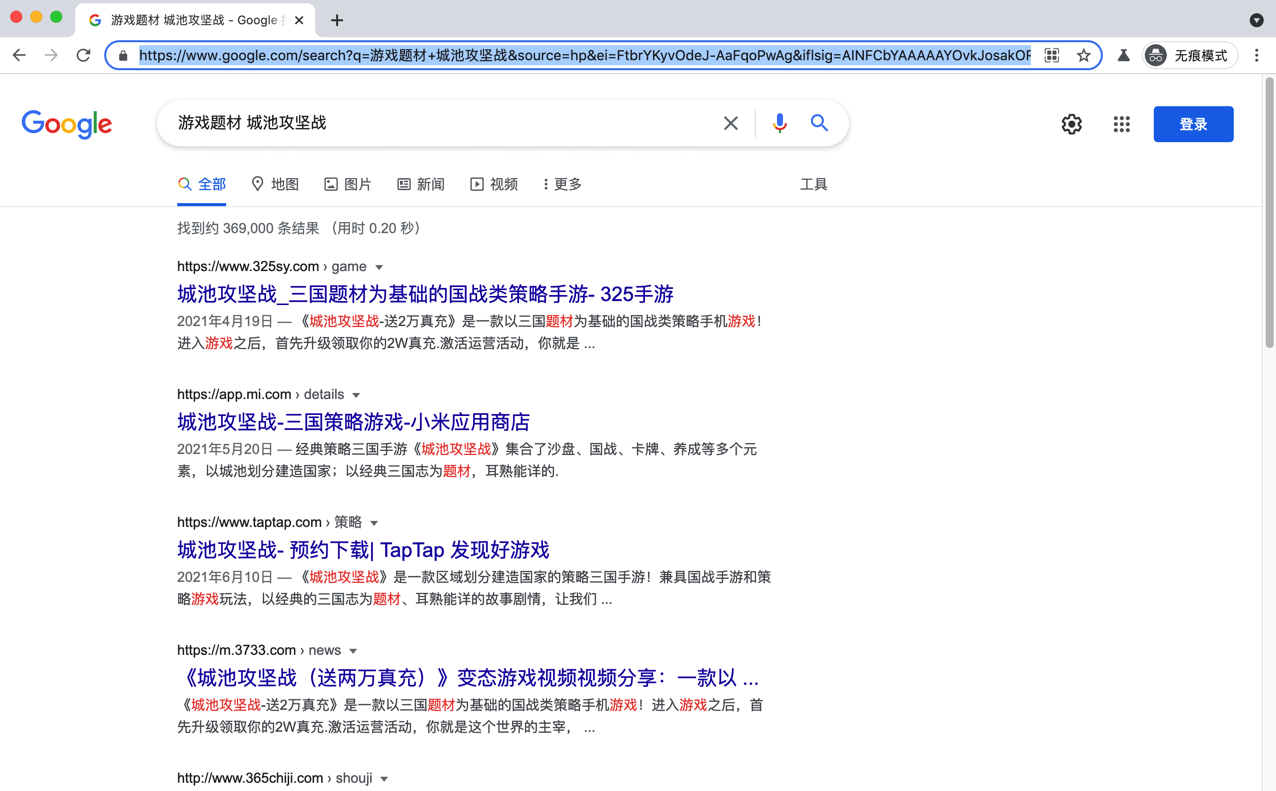 游戏题材 城池攻坚战 - Google
https://www.google.com/search?q=游戏题材+城池攻坚战&source=hp&ei=FtbrYKyvOdeJ-AaFqoPwAg&iflsig=AINFCbYAAAAAYOvkJosakOF
无痕模式
Google
游戏题材 城池攻坚战
登录
全部 地图 图片 新闻 视频 更多 工具
找到约 369,000 条结果 （用时 0.20 秒）
https://www.325sy.com › game
城池攻坚战_三国题材为基础的国战类策略手游- 325手游
2021年4月19日 — 《城池攻坚战-送2万真充》是一款以三国题材为基础的国战类策略手机游戏！
进入游戏之后，首先升级领取你的2W真充.激活运营活动，你就是 ...
https://app.mi.com › details
城池攻坚战-三国策略游戏-小米应用商店
2021年5月20日 — 经典策略三国手游《城池攻坚战》集合了沙盘、国战、卡牌、养成等多个元
素，以城池划分建造国家；以经典三国志为题材，耳熟能详的.
https://www.taptap.com › 策略
城池攻坚战- 预约下载| TapTap 发现好游戏
2021年6月10日 — 《城池攻坚战》是一款区域划分建造国家的策略三国手游！兼具国战手游和策
略游戏玩法，以经典的三国志为题材、耳熟能详的故事剧情，让我们 ...
https://m.3733.com › news
《城池攻坚战（送两万真充）》变态游戏视频视频分享：一款以 ...
《城池攻坚战-送2万真充》是一款以三国题材为基础的国战类策略手机游戏！进入游戏之后，首
先升级领取你的2W真充.激活运营活动，你就是这个世界的主宰， ...
http://www.365chiji.com › shouji